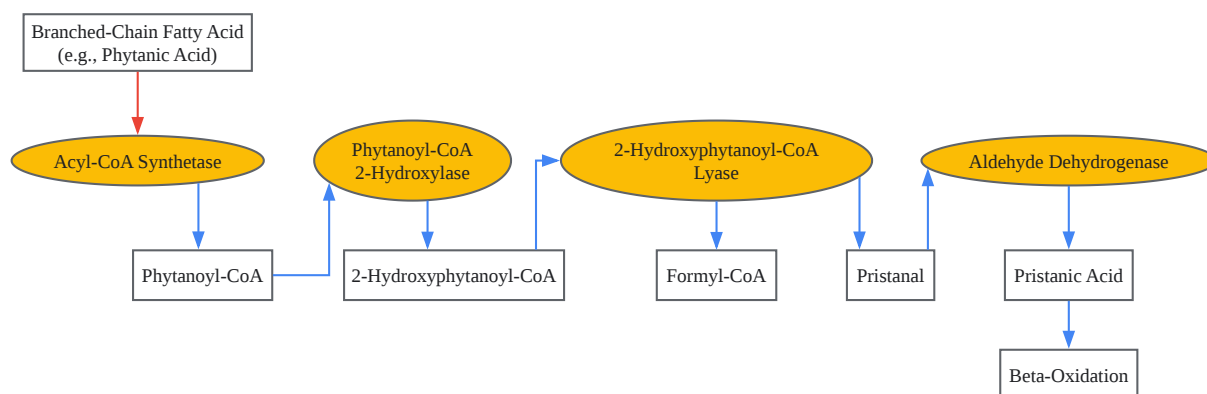 Branched-Chain Fatty Acid
(e.g., Phytanic Acid)
Acyl-CoA Synthetase
Phytanoyl-CoA
2-Hydroxylase
2-Hydroxyphytanoyl-CoA
Lyase
Aldehyde Dehydrogenase
Phytanoyl-CoA
2-Hydroxyphytanoyl-CoA
Formyl-CoA
Pristanal
Pristanic Acid
Beta-Oxidation